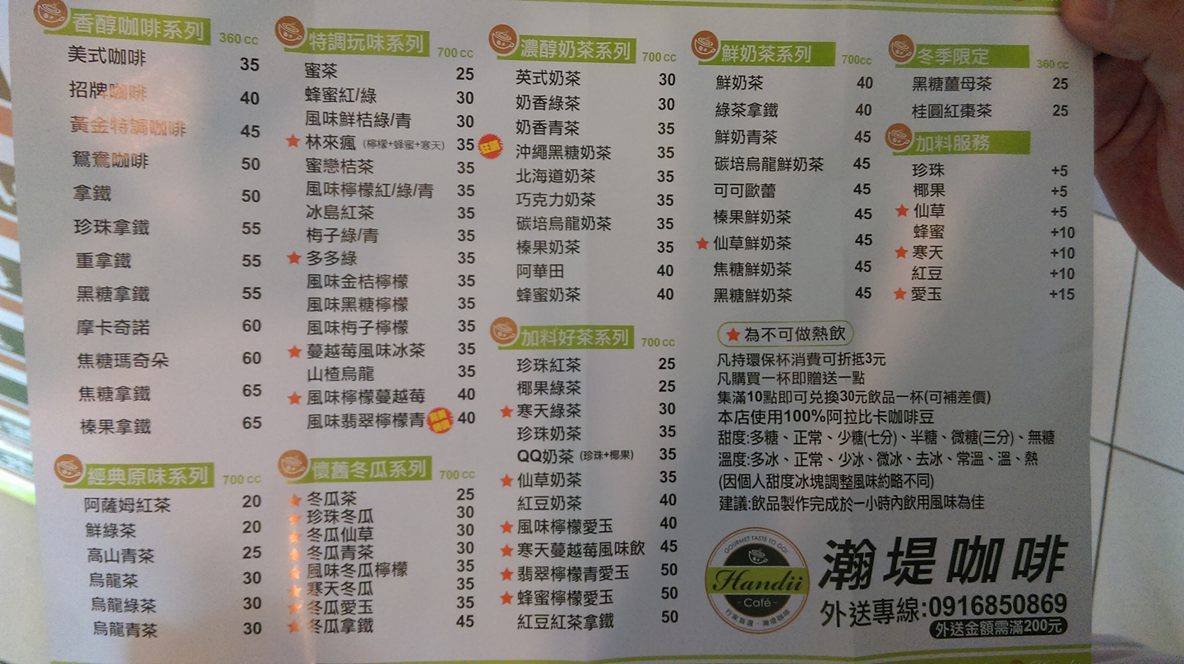 香醇咖啡系列 360 cc
美式咖啡 35
招牌咖啡 40
黃金特調咖啡 45
鴛鴦咖啡 50
拿鐵 50
珍珠拿鐵 55
重拿鐵 55
黑糖拿鐵 55
摩卡奇諾 60
焦糖瑪奇朵 60
焦糖拿鐵 65
榛果拿鐵 65
經典原味系列 700 cc
阿薩姆紅茶 20
鮮綠茶 20
高山青茶 25
烏龍茶 30
烏龍綠茶 30
烏龍青茶 30
特調玩味系列 700 cc
蜜茶 25
蜂蜜紅/綠 30
風味鮮桔綠/青 30
★林來瘋 (檸檬+蜂蜜+寒天) 35
蜜戀桔茶 35
風味檸檬紅/綠/青 35
冰島紅茶 35
梅子綠/青 35
★多多綠 35
風味金桔檸檬 35
風味黑糖檸檬 35
風味梅子檸檬 35
★蔓越莓風味冰茶 35
山楂烏龍 35
★風味檸檬蔓越莓 40
風味翡翠檸檬青 40
懷舊冬瓜系列 700 cc
★冬瓜茶 25
★珍珠冬瓜 30
★冬瓜仙草 30
★冬瓜青茶 30
★風味冬瓜檸檬 35
★寒天冬瓜 35
★冬瓜愛玉 35
★冬瓜拿鐵 45
濃醇奶茶系列 700 cc
英式奶茶 30
奶香綠茶 30
奶香青茶 35
沖繩黑糖奶茶 35
北海道奶茶 35
巧克力奶茶 35
碳培烏龍奶茶 35
榛果奶茶 35
阿華田 40
蜂蜜奶茶 40
加料好茶系列 700 cc
珍珠紅茶 25
椰果綠茶 25
★寒天綠茶 30
珍珠奶茶 35
QQ奶茶 (珍珠+椰果) 35
★仙草奶茶 35
紅豆奶茶 40
★風味檸檬愛玉 40
★寒天蔓越莓風味飲 45
★翡翠檸檬青愛玉 50
★蜂蜜檸檬愛玉 50
紅豆紅茶拿鐵 50
鮮奶茶系列 700cc
鮮奶茶 40
綠茶拿鐵 40
鮮奶青茶 45
碳培烏龍鮮奶茶 45
可可歐蕾 45
榛果鮮奶茶 45
★仙草鮮奶茶 45
焦糖鮮奶茶 45
黑糖鮮奶茶 45
冬季限定 360 cc
黑糖薑母茶 25
桂圓紅棗茶 25
加料服務
珍珠 +5
椰果 +5
★仙草 +5
蜂蜜 +10
★寒天 +10
紅豆 +10
★愛玉 +15
★為不可做熱飲
凡持環保杯消費可折抵3元
凡購買一杯即贈送一點
集滿10點即可兌換30元飲品一杯(可補差價)
本店使用100%阿拉比卡咖啡豆
甜度:多糖、正常、少糖(七分)、半糖、微糖(三分)、無糖
溫度:多冰、正常、少冰、微冰、去冰、常溫、溫、熱
(因個人甜度冰塊調整風味約略不同)
建議:飲品製作完成於一小時內飲用風味為佳
GOURMET TASTE TO GO!
Handii
Café
瀚堤咖啡
外送專線:0916850869
外送金額需滿200元